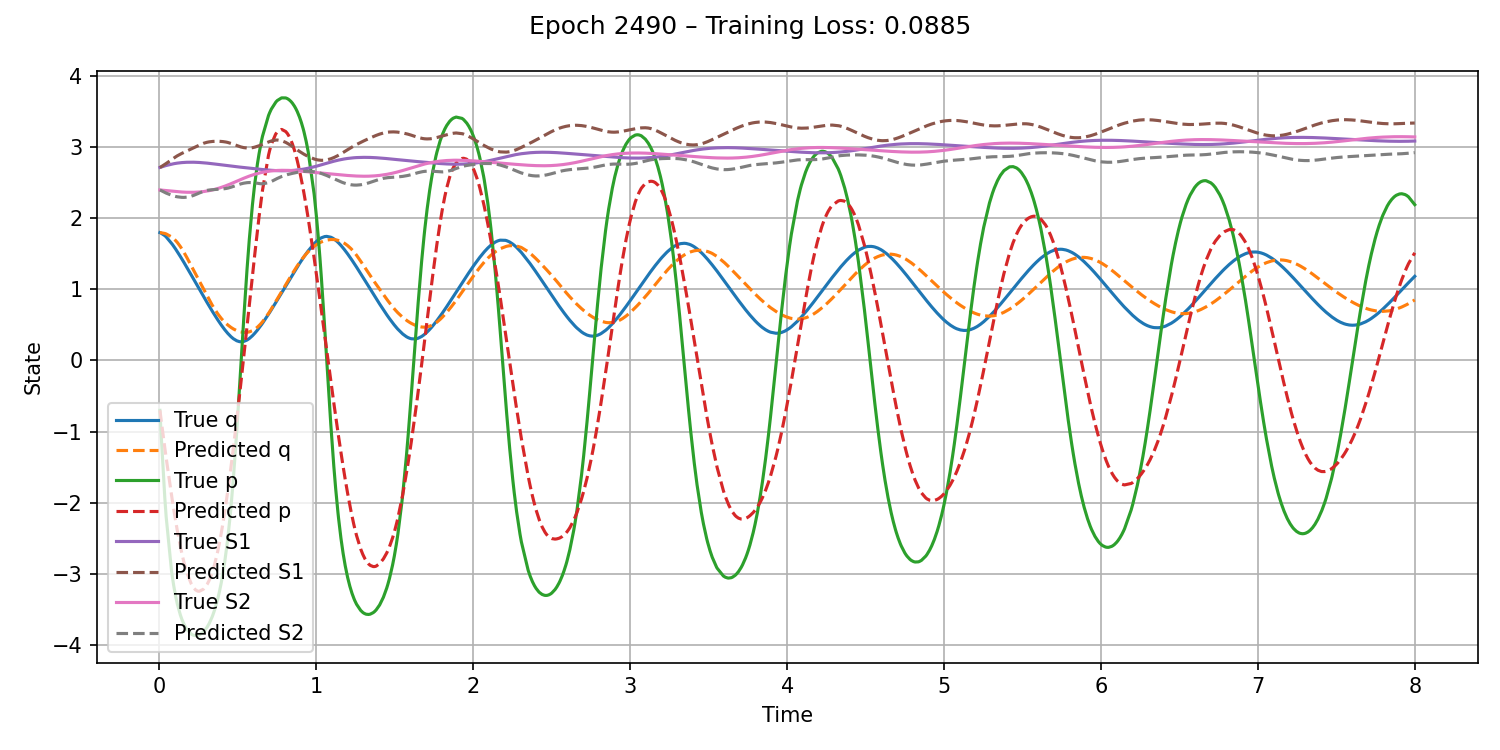 Epoch 2490 – Training Loss: 0.0885
4
3
2
1
0
−1
−2
−3
−4
State
True q
Predicted q
True p
Predicted p
True S1
Predicted S1
True S2
Predicted S2
0 1 2 3 4 5 6 7 8
Time